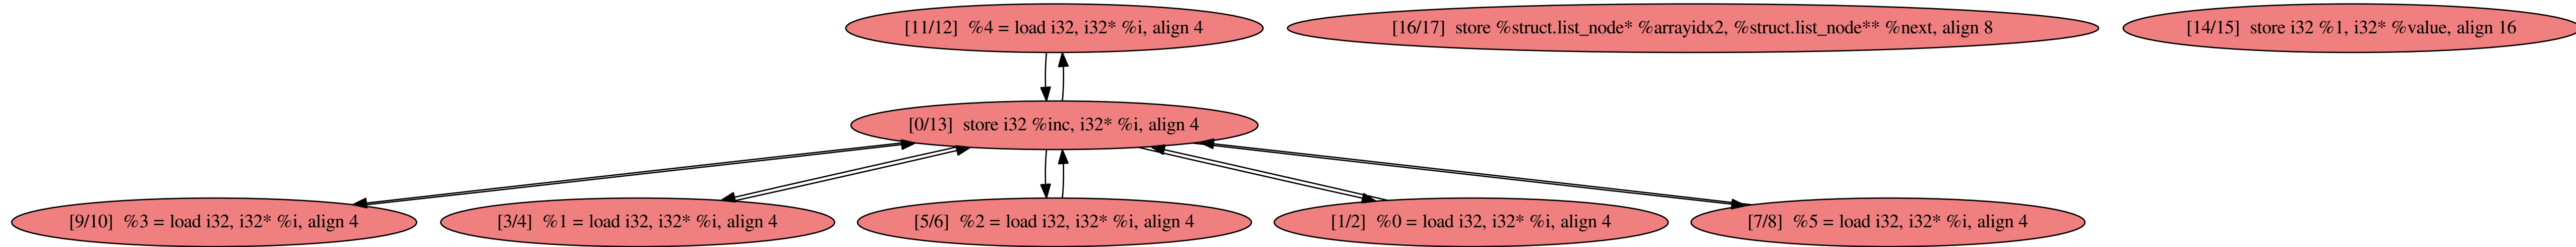 [11/12]  %4 = load i32, i32* %i, align 4
[16/17]  store %struct.list_node* %arrayidx2, %struct.list_node** %next, align 8
[14/15]  store i32 %1, i32* %value, align 16
[0/13]  store i32 %inc, i32* %i, align 4
[9/10]  %3 = load i32, i32* %i, align 4
[3/4]  %1 = load i32, i32* %i, align 4
[5/6]  %2 = load i32, i32* %i, align 4
[1/2]  %0 = load i32, i32* %i, align 4
[7/8]  %5 = load i32, i32* %i, align 4